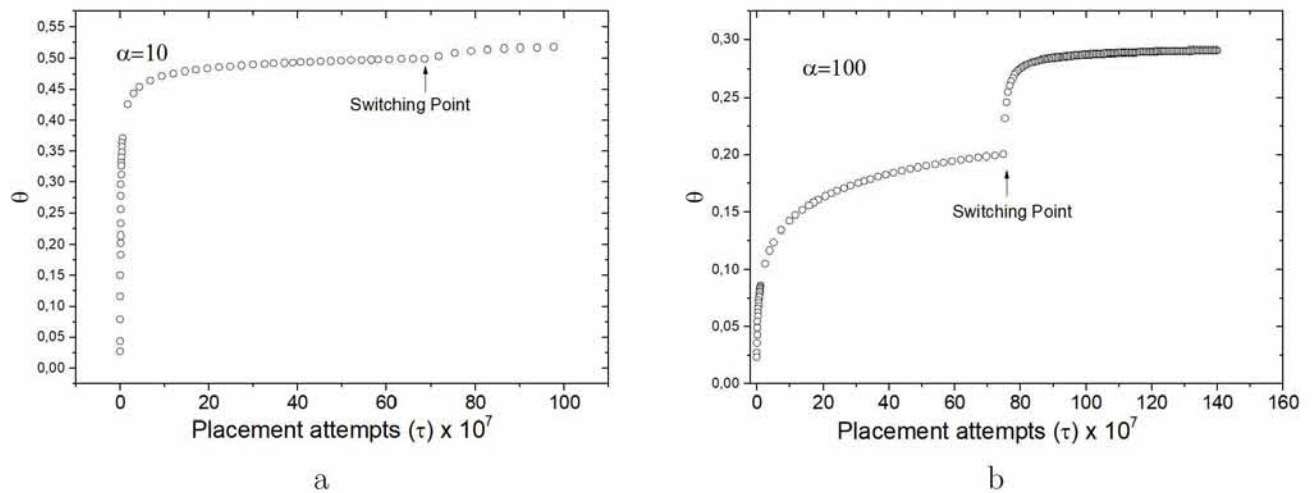 α=10
0,55
0,50
0,45
0,40
0,35
0,30
0,25
0,20
0,15
0,10
0,05
0,00
θ
Switching Point
0 20 40 60 80 100
Placement attempts (τ) x 10⁷
a
α=100
0,30
0,25
0,20
0,15
0,10
0,05
0,00
θ
Switching Point
0 20 40 60 80 100 120 140 160
Placement attempts (τ) x 10⁷
b